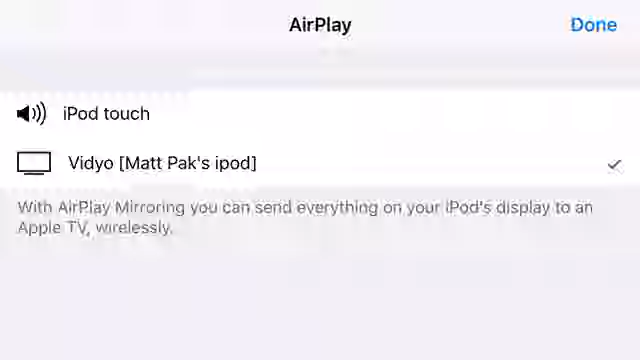 AirPlay
Done
iPod touch
Vidyo [Matt Pak's ipod]
With AirPlay Mirroring you can send everything on your iPod's display to an
Apple TV, wirelessly.